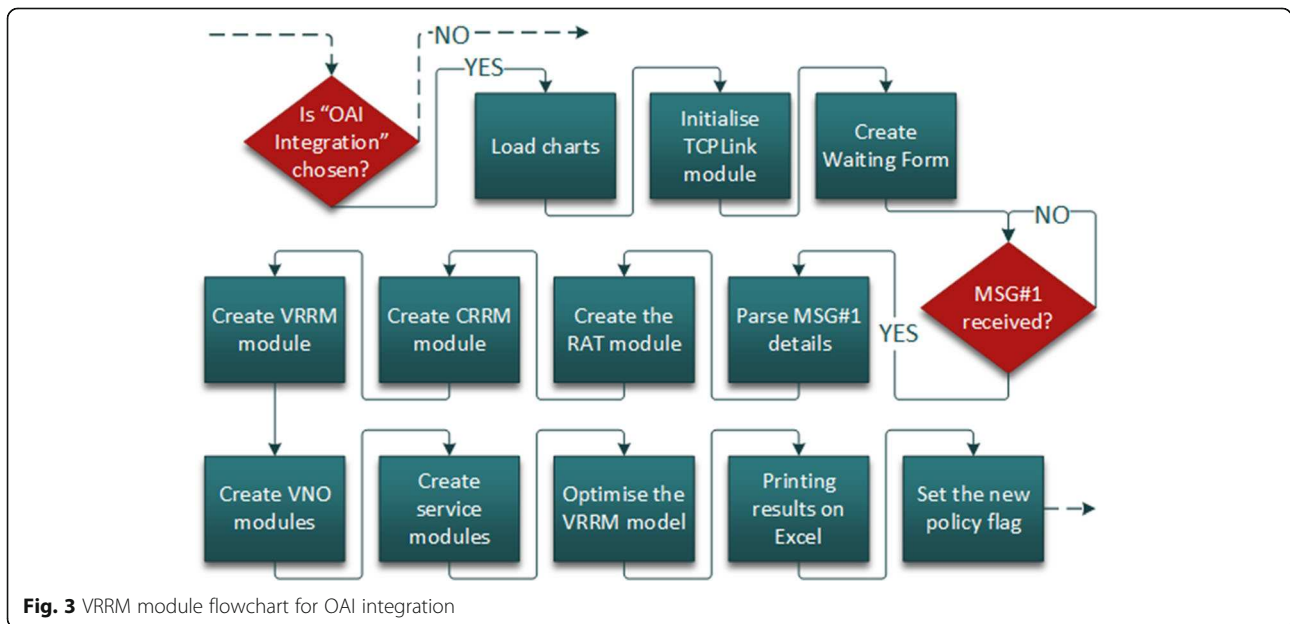 NO
YES
Is “OAI
Integration”
chosen?
Load charts
Initialise
TCPLink
module
Create
Waiting Form
NO
MSG#1
received?
YES
Parse MSG#1
details
Create the
RAT module
Create CRRM
module
Create VRRM
module
Create VNO
modules
Create
service
modules
Optimise the
VRRM model
Printing
results on
Excel
Set the new
policy flag
Fig. 3 VRRM module flowchart for OAI integration